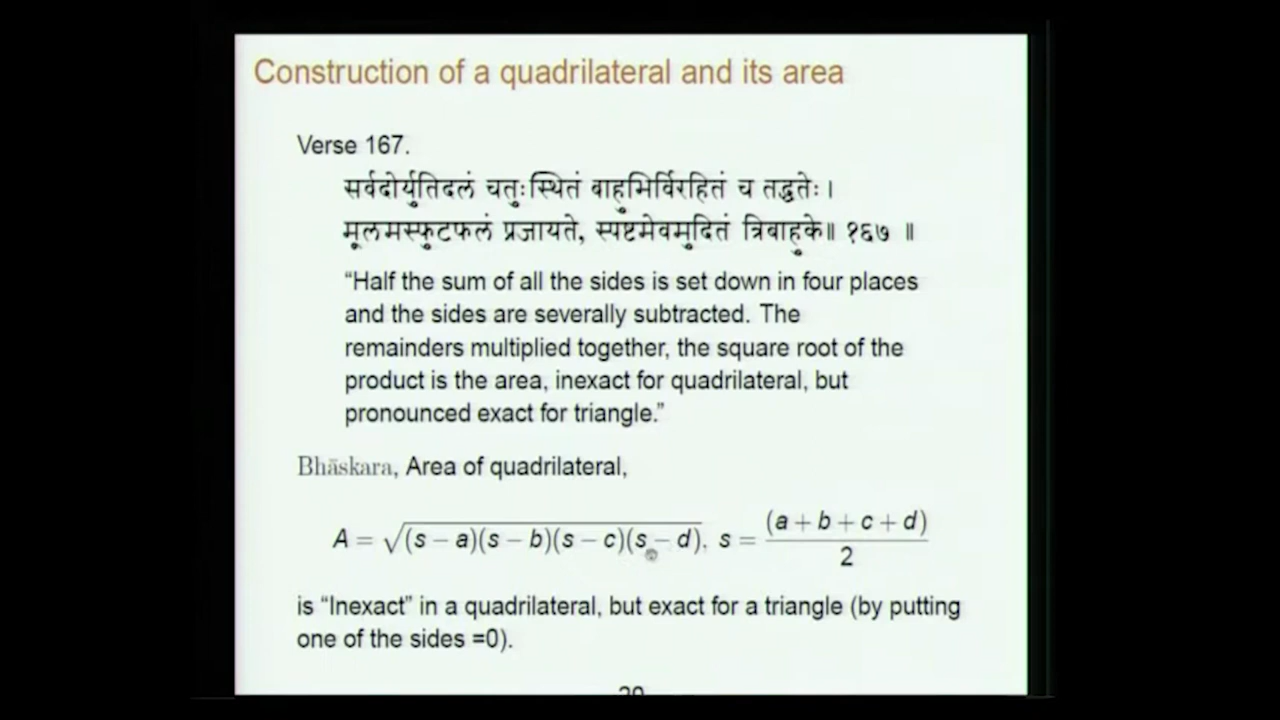 Construction of a quadrilateral and its area
Verse 167.
सर्वदोर्युतिदलं चतुःस्थितं बाहुभिर्विरहितं च तद्धतेः।
मूलमस्फुटफलं प्रजायते, स्पष्टमेवमुदितं त्रिबाहुके॥ १६७ ॥
“Half the sum of all the sides is set down in four places
and the sides are severally subtracted. The
remainders multiplied together, the square root of the
product is the area, inexact for quadrilateral, but
pronounced exact for triangle.”
Bhāskara, Area of quadrilateral,
A = √(s − a)(s − b)(s − c)(s − d), s = (a + b + c + d) / 2
is “Inexact” in a quadrilateral, but exact for a triangle (by putting
one of the sides =0).